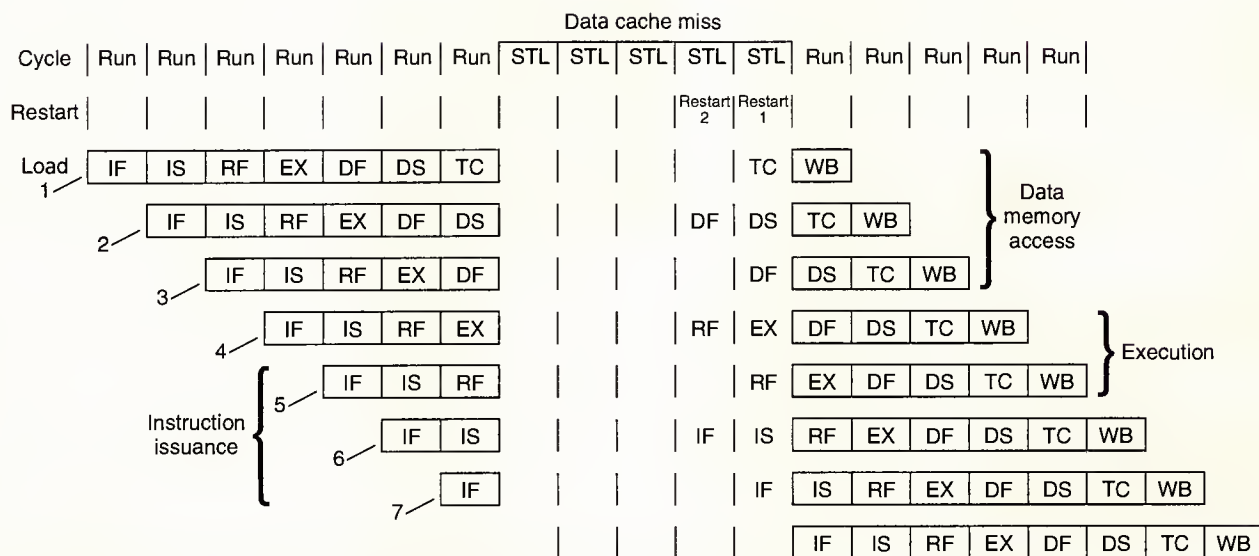 Data cache miss
Cycle Run Run Run Run Run Run Run STL STL STL STL STL Run Run Run Run Run
Restart Restart 2 Restart 1
Load 1 IF IS RF EX DF DS TC TC WB
2 IF IS RF EX DF DS DF DS TC WB
Data memory access
3 IF IS RF EX DF DF DS TC WB
4 IF IS RF EX RF EX DF DS TC WB
Execution
5 IF IS RF RF EX DF DS TC WB
Instruction issuance
6 IF IS IF IS RF EX DF DS TC WB
7 IF IF IS RF EX DF DS TC WB
IF IS RF EX DF DS TC WB